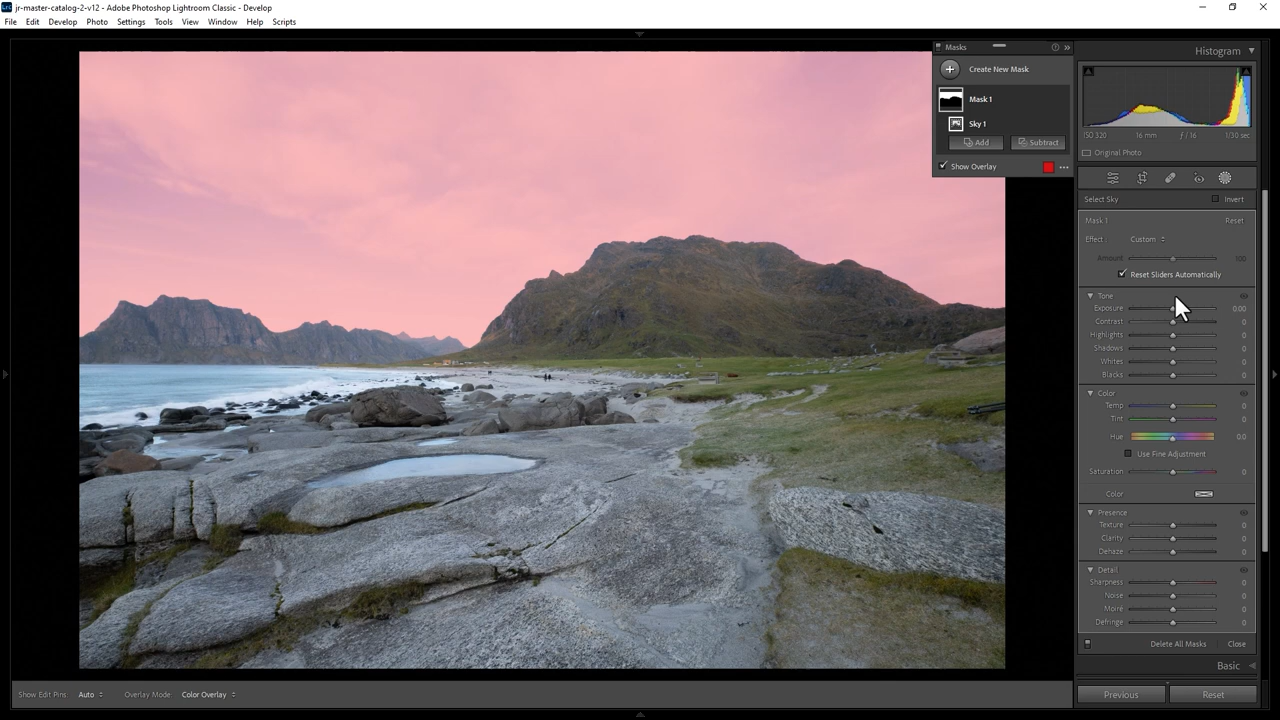 jr-master-catalog-2-v12 - Adobe Photoshop Lightroom Classic - Develop
File Edit Develop Photo Settings Tools View Window Help Scripts
Masks
Create New Mask
Mask 1
Sky 1
Add Subtract
Show Overlay
Histogram
ISO 320 16 mm ƒ / 16 1/30 sec
Original Photo
Select Sky Invert
Mask 1 Reset
Effect : Custom
Amount 100
Reset Sliders Automatically
Tone
Exposure 0.00
Contrast 0
Highlights 0
Shadows 0
Whites 0
Blacks 0
Color
Temp 0
Tint 0
Hue 0.0
Use Fine Adjustment
Saturation 0
Color
Presence
Texture 0
Clarity 0
Dehaze 0
Detail
Sharpness 0
Noise 0
Moiré 0
Defringe 0
Delete All Masks Close
Basic
Show Edit Pins: Auto Overlay Mode: Color Overlay
Previous Reset